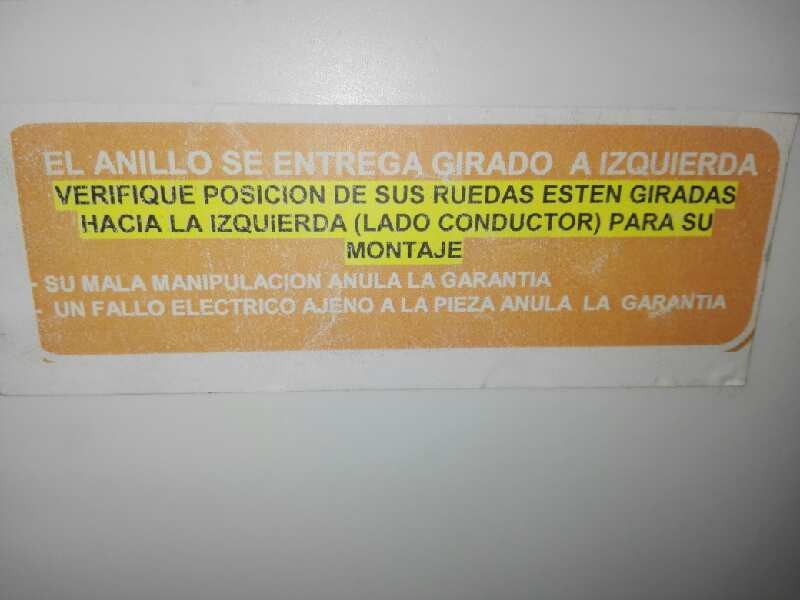 EL ANILLO SE ENTREGA GIRADO A IZQUIERDA
VERIFIQUE POSICION DE SUS RUEDAS ESTEN GIRADAS
HACIA LA IZQUIERDA (LADO CONDUCTOR) PARA SU
MONTAJE
- SU MALA MANIPULACION ANULA LA GARANTIA
- UN FALLO ELECTRICO AJENO A LA PIEZA ANULA LA GARANTIA